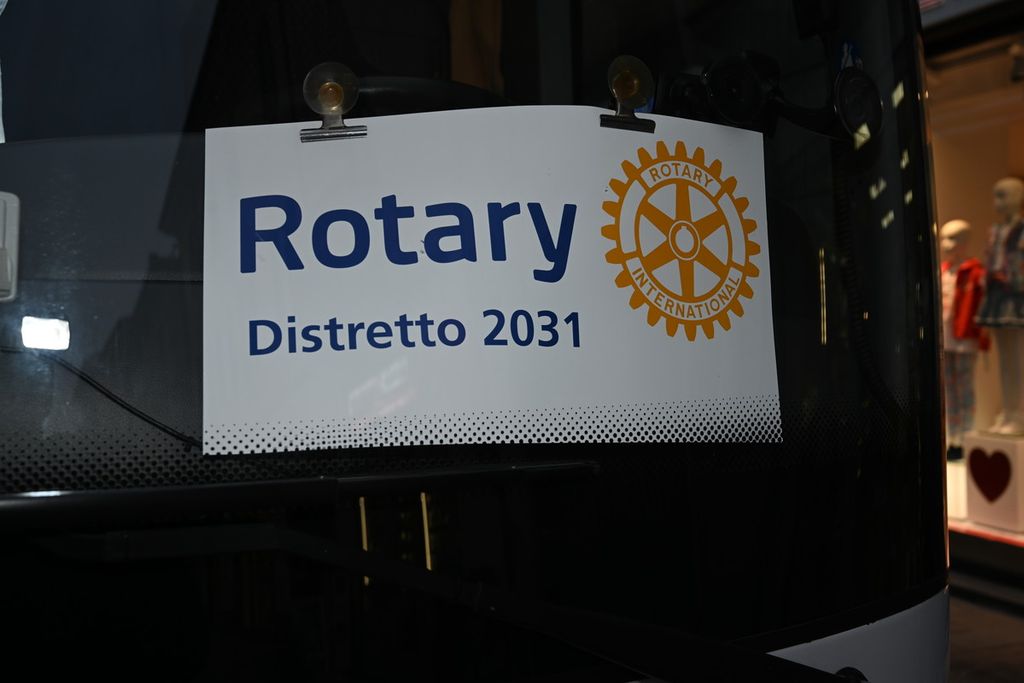 Rotary
Distretto 2031
ROTARY
INTERNATIONAL